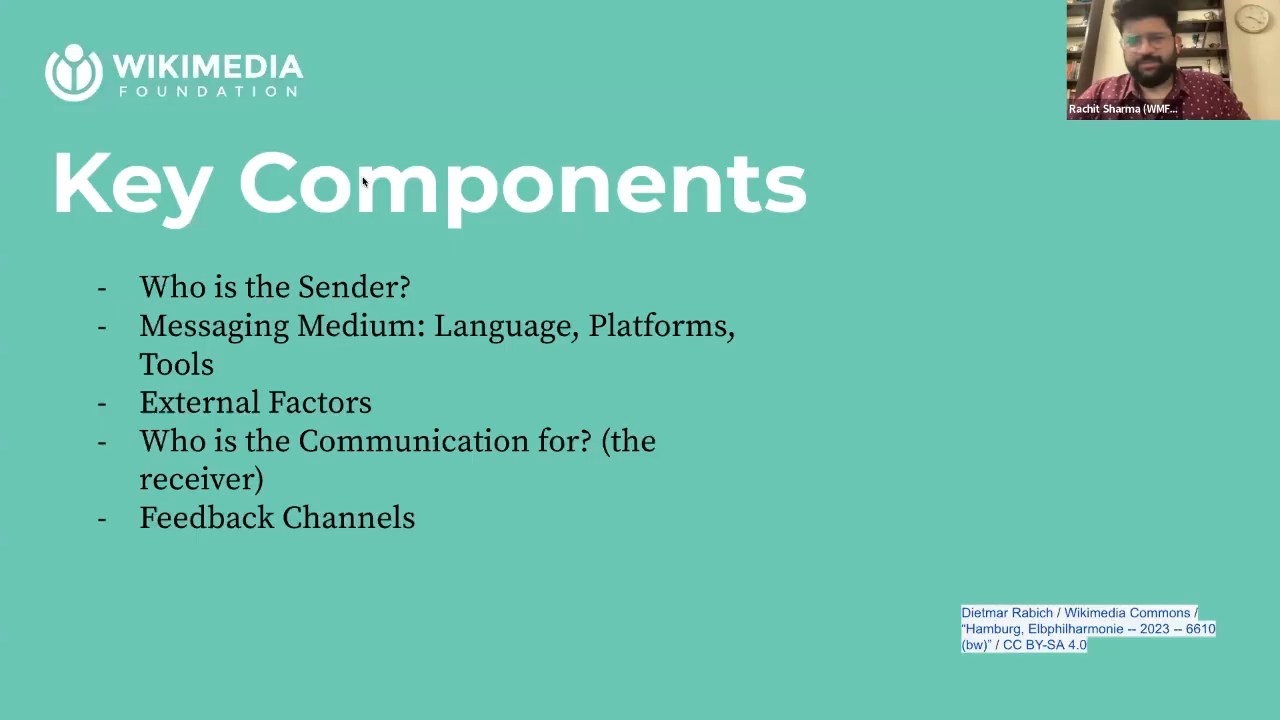 WIKIMEDIA
FOUNDATION
Rachit Sharma (WMF...
Key Components
- Who is the Sender?
- Messaging Medium: Language, Platforms,
Tools
- External Factors
- Who is the Communication for? (the
receiver)
- Feedback Channels
Dietmar Rabich / Wikimedia Commons /
“Hamburg, Elbphilharmonie -- 2023 -- 6610
(bw)” / CC BY-SA 4.0